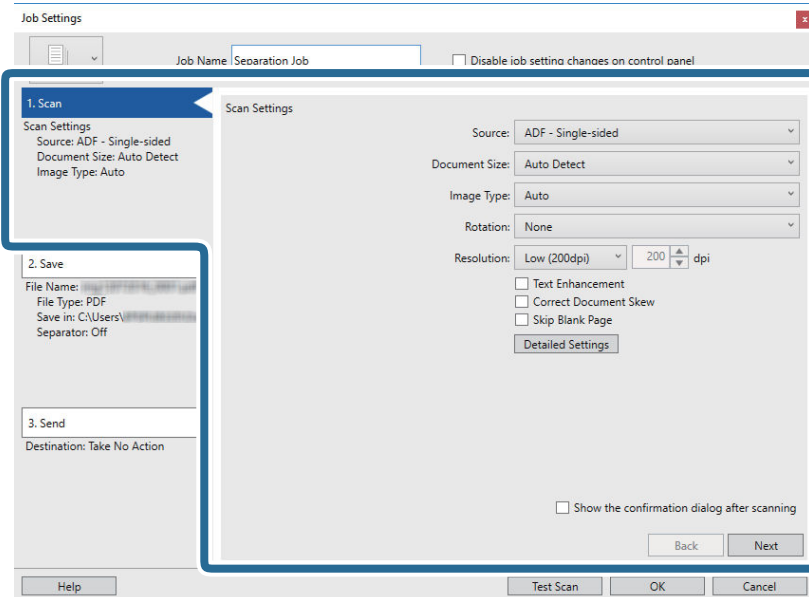 Job Settings
x
Job Name Separation Job Disable job setting changes on control panel
1. Scan
Scan Settings
Source: ADF - Single-sided
Document Size: Auto Detect
Image Type: Auto
2. Save
File Name:
File Type: PDF
Save in: C:\Users\
Separator: Off
3. Send
Destination: Take No Action
Scan Settings
Source: ADF - Single-sided
Document Size: Auto Detect
Image Type: Auto
Rotation: None
Resolution: Low (200dpi) 200 dpi
Text Enhancement
Correct Document Skew
Skip Blank Page
Detailed Settings
Show the confirmation dialog after scanning
Back Next
Help Test Scan OK Cancel